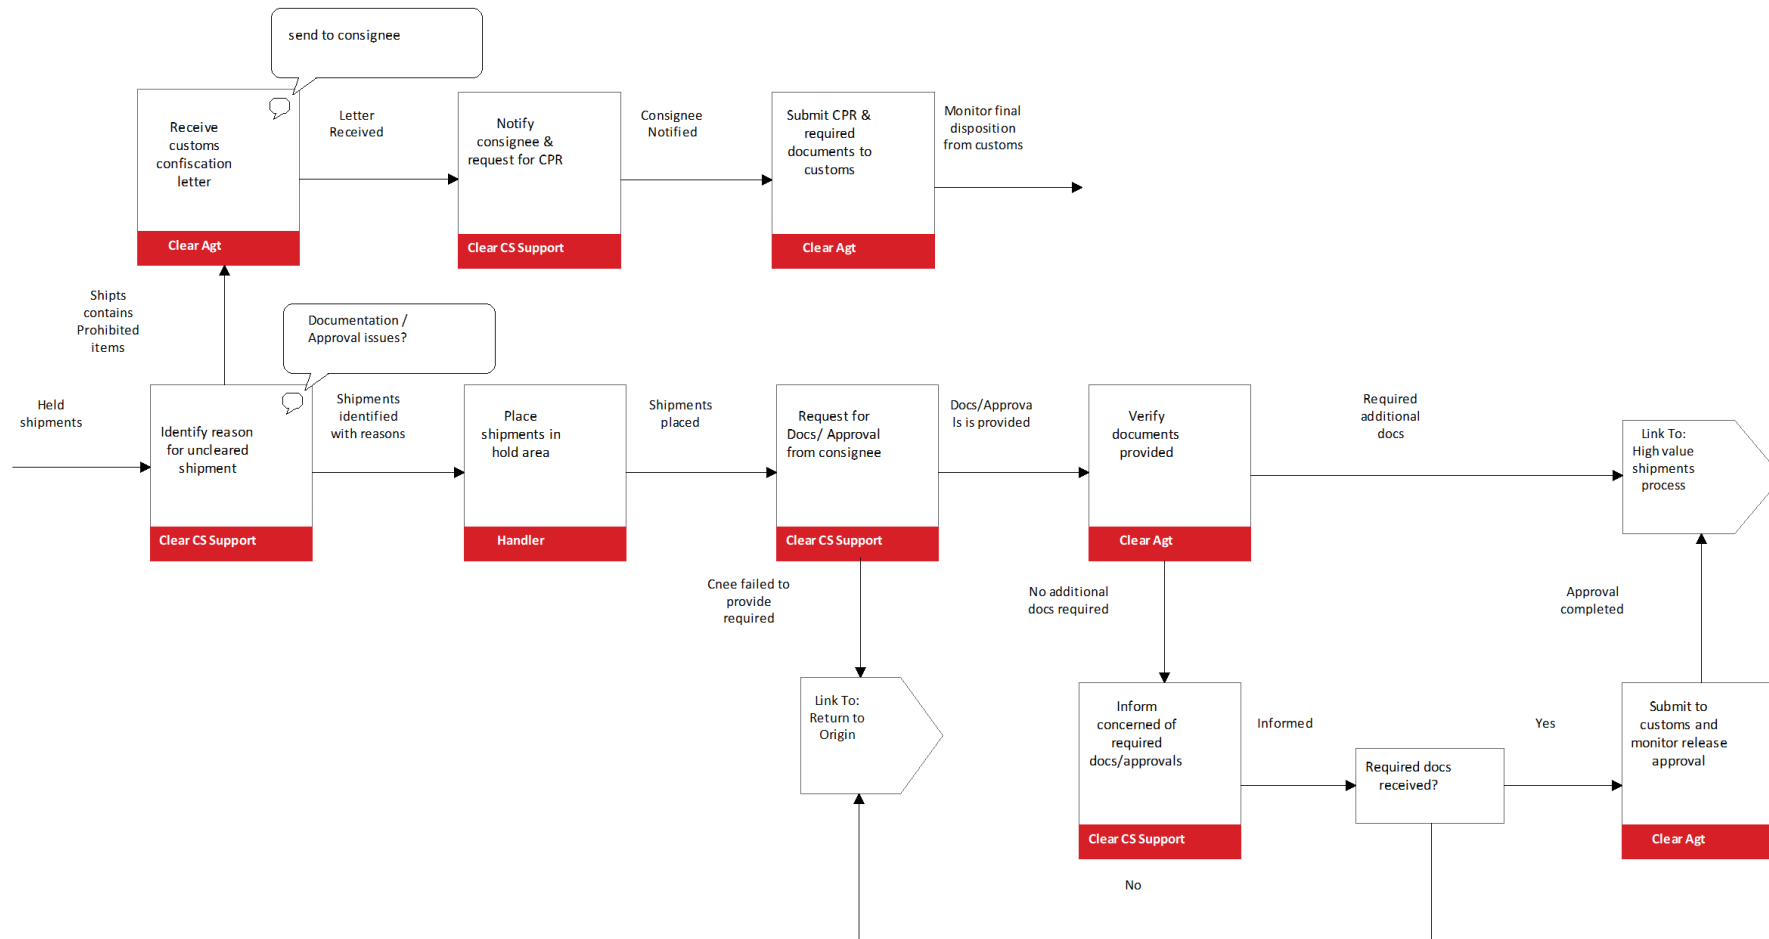 send to consignee
Receive
customs
confiscation
letter
Clear Agt
Letter
Received
Notify
consignee &
request for CPR
Clear CS Support
Consignee
Notified
Submit CPR &
required
documents to
customs
Clear Agt
Monitor final
disposition
from customs
Shipts
contains
Prohibited
items
Documentation /
Approval issues?
Held
shipments
Identify reason
for uncleared
shipment
Clear CS Support
Shipments
identified
with reasons
Place
shipments in
hold area
Handler
Shipments
placed
Request for
Docs/ Approval
from consignee
Clear CS Support
Docs/Approva
ls is provided
Verify
documents
provided
Clear Agt
Required
additional
docs
Link To:
High value
shipments
process
Cnee failed to
provide
required
No additional
docs required
Approval
completed
Link To:
Return to
Origin
Inform
concerned of
required
docs/approvals
Clear CS Support
Informed
Required docs
received?
Yes
Submit to
customs and
monitor release
approval
Clear Agt
No